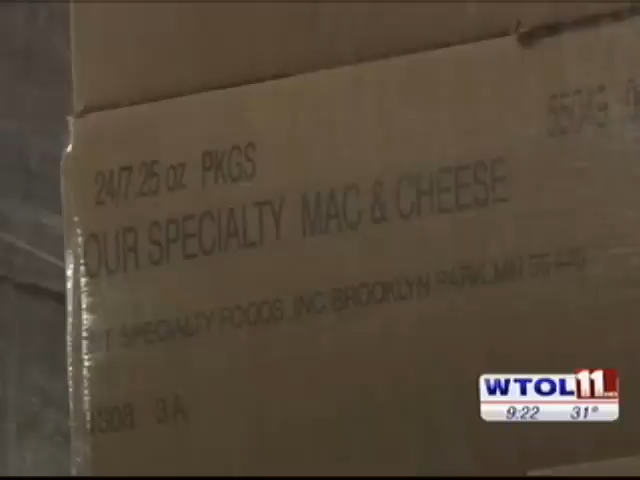 55049
24/7.25 oz PKGS
OUR SPECIALTY MAC & CHEESE
SPECIALTY FOODS INC BROOKLYN PARK, MN
WTOL 11
9:22 31°